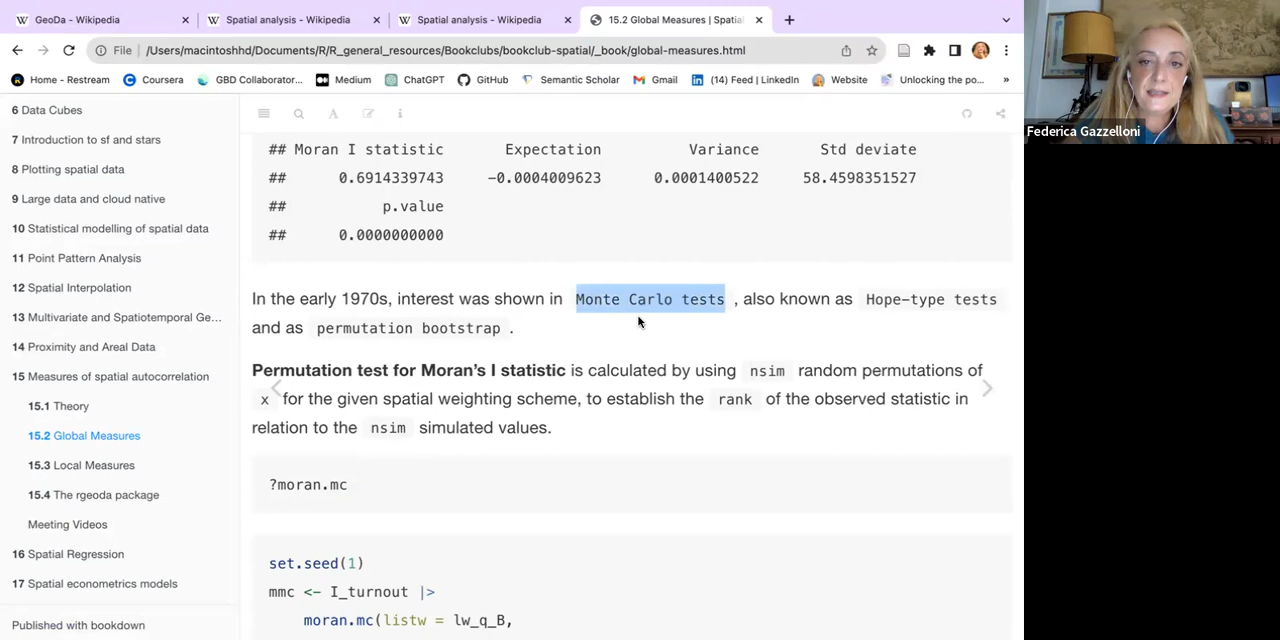 GeoDa - Wikipedia
Spatial analysis - Wikipedia
Spatial analysis - Wikipedia
15.2 Global Measures | Spatial
File
/Users/macintoshhd/Documents/R/R_general_resources/Bookclubs/bookclub-spatial/_book/global-measures.html
Home - Restream
Coursera
GBD Collaborator...
Medium
ChatGPT
GitHub
Semantic Scholar
Gmail
(14) Feed | LinkedIn
Website
Unlocking the po...
»
6 Data Cubes
7 Introduction to sf and stars
8 Plotting spatial data
9 Large data and cloud native
10 Statistical modelling of spatial data
11 Point Pattern Analysis
12 Spatial Interpolation
13 Multivariate and Spatiotemporal Ge...
14 Proximity and Areal Data
15 Measures of spatial autocorrelation
15.1 Theory
15.2 Global Measures
15.3 Local Measures
15.4 The rgeoda package
Meeting Videos
16 Spatial Regression
17 Spatial econometrics models
Published with bookdown
## Moran I statistic Expectation Variance Std deviate
## 0.6914339743 -0.0004009623 0.0001400522 58.4598351527
## p.value
## 0.0000000000
In the early 1970s, interest was shown in Monte Carlo tests , also known as Hope-type tests
and as permutation bootstrap .
Permutation test for Moran's I statistic is calculated by using nsim random permutations of
x for the given spatial weighting scheme, to establish the rank of the observed statistic in
relation to the nsim simulated values.
?moran.mc
set.seed(1)
mmc <- I_turnout |>
moran.mc(listw = lw_q_B,
Federica Gazzelloni